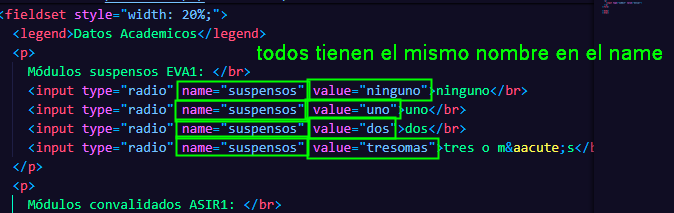 <fieldset style="width: 20%;">
<legend>Datos Academicos</legend>
todos tienen el mismo nombre en el name
<p>
Módulos suspensos EVA1: </br>
<input type="radio" name="suspensos" value="ninguno">ninguno</br>
<input type="radio" name="suspensos" value="uno">uno</br>
<input type="radio" name="suspensos" value="dos">dos</br>
<input type="radio" name="suspensos" value="tresomas">tres o m&aacute;s</b
</p>
<p>
Módulos convalidados ASIR1: </br>